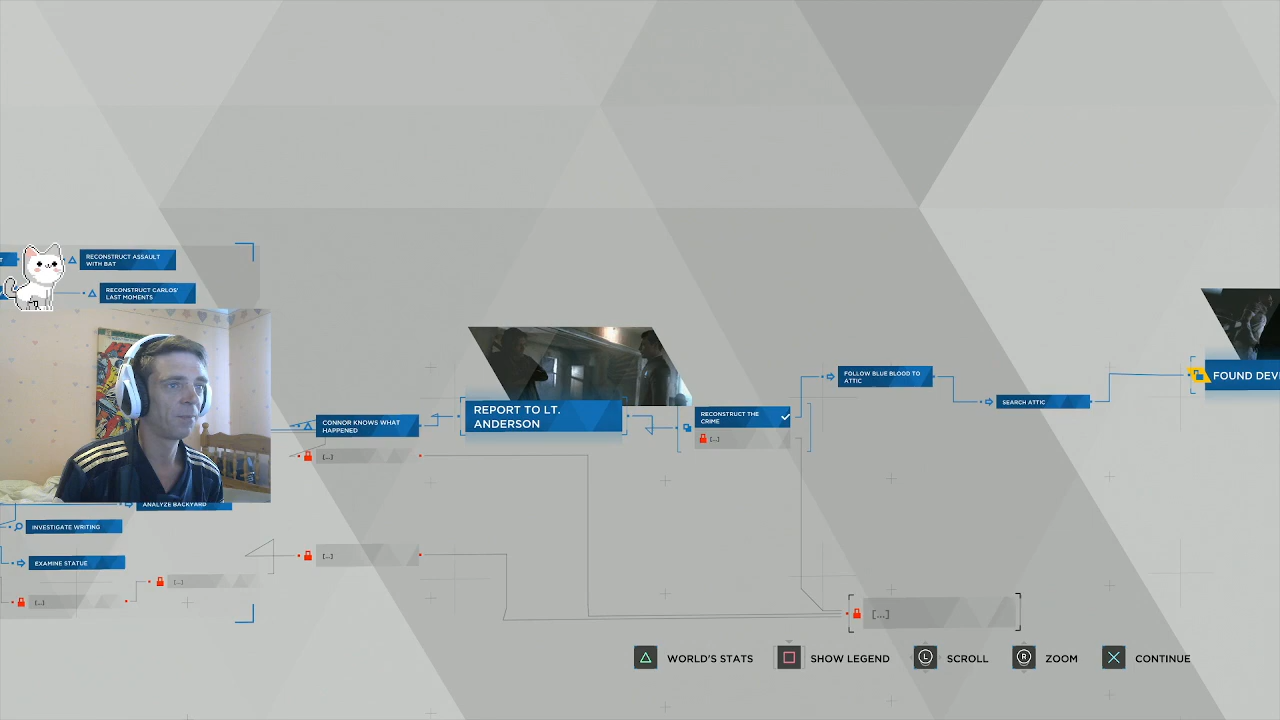 T
RECONSTRUCT ASSAULT
WITH BAT
RECONSTRUCT CARLOS'
LAST MOMENTS
CONNOR KNOWS WHAT
HAPPENED
[...]
REPORT TO LT.
ANDERSON
RECONSTRUCT THE
CRIME
[...]
FOLLOW BLUE BLOOD TO
ATTIC
SEARCH ATTIC
FOUND DEVI
ANALYZE BACKYARD
INVESTIGATE WRITING
EXAMINE STATUE
[...]
[...]
[...]
[...]
WORLD'S STATS
SHOW LEGEND
L
SCROLL
R
ZOOM
CONTINUE